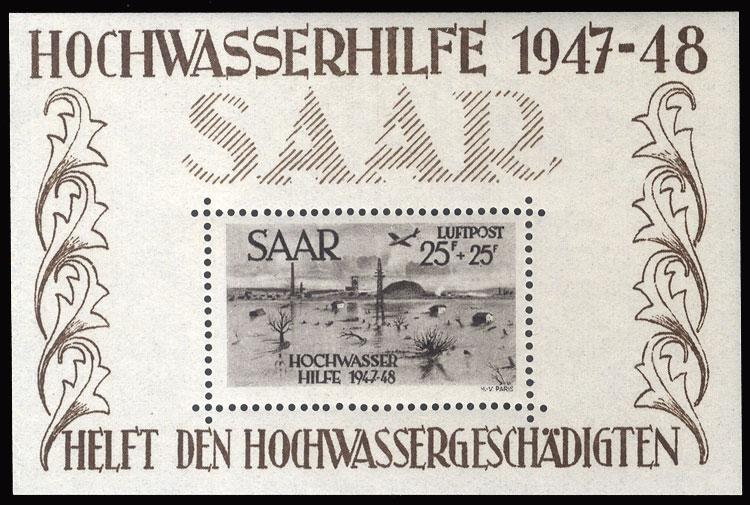 HOCHWASSERHILFE 1947-48
SAAR
SAAR
LUFTPOST
25F + 25F
HOCHWASSER
HILFE 1947-48
H.-V. PARIS
HELFT DEN HOCHWASSERGESCHÄDIGTEN